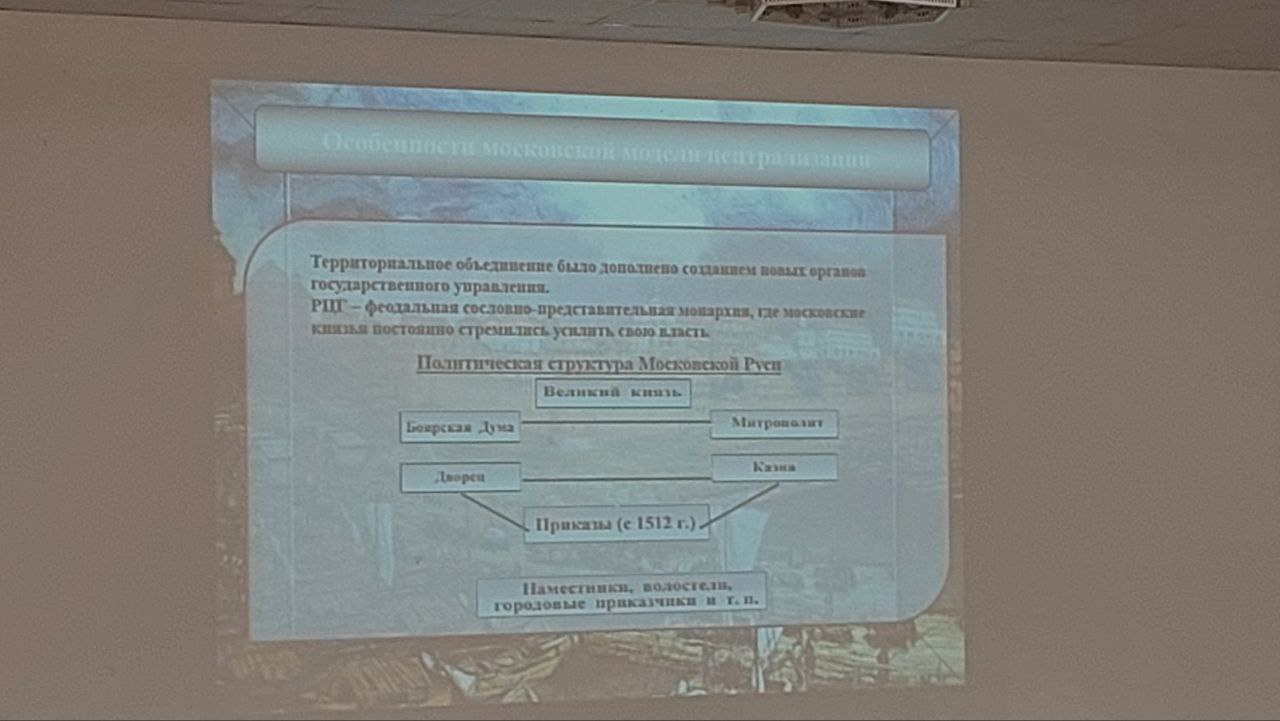 Особенности московской модели централизации
Территориальное объединение было дополнено созданием новых органов
государственного управления.
РЦГ – феодальная сословно-представительная монархия, где московские
князья постоянно стремились усилить свою власть.
Политическая структура Московской Руси
Великий князь
Боярская Дума
Митрополит
Дворец
Казна
Приказы (с 1512 г.)
Наместники, волостели,
городовые приказчики и т. п.